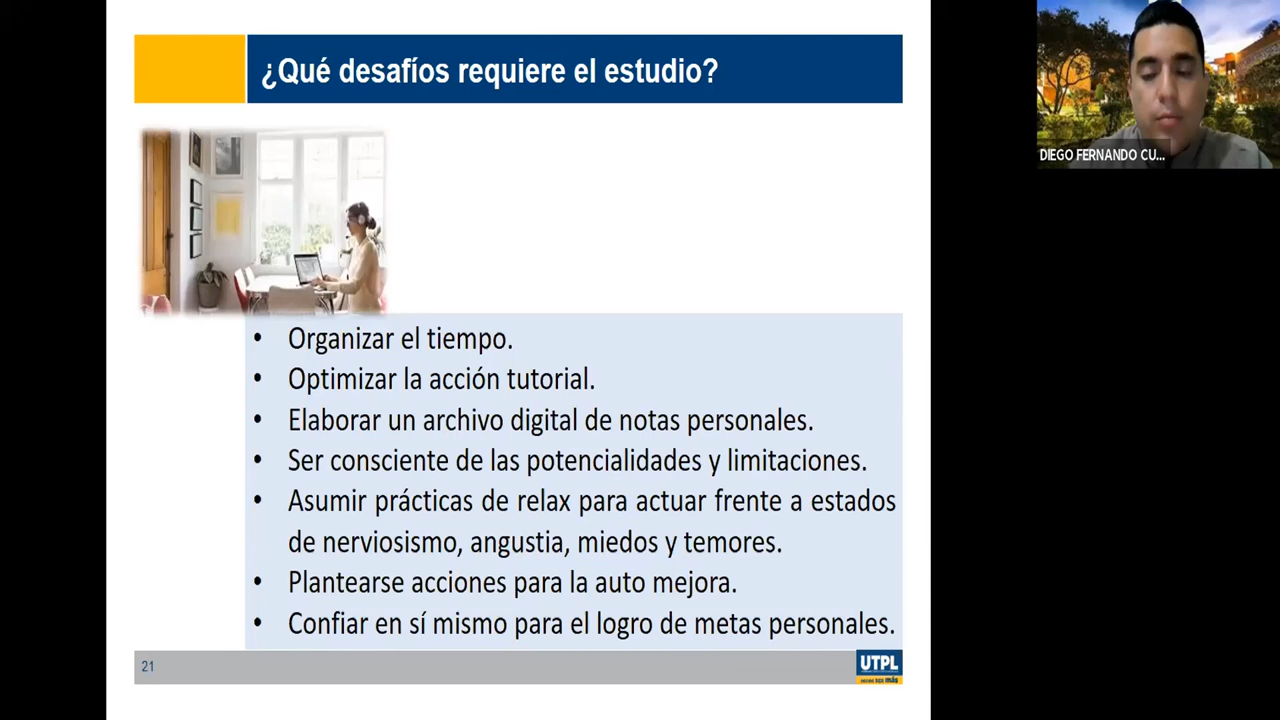 ¿Qué desafíos requiere el estudio?
DIEGO FERNANDO CU...
• Organizar el tiempo.
• Optimizar la acción tutorial.
• Elaborar un archivo digital de notas personales.
• Ser consciente de las potencialidades y limitaciones.
• Asumir prácticas de relax para actuar frente a estados
de nerviosismo, angustia, miedos y temores.
• Plantearse acciones para la auto mejora.
• Confiar en sí mismo para el logro de metas personales.
21
UTPL